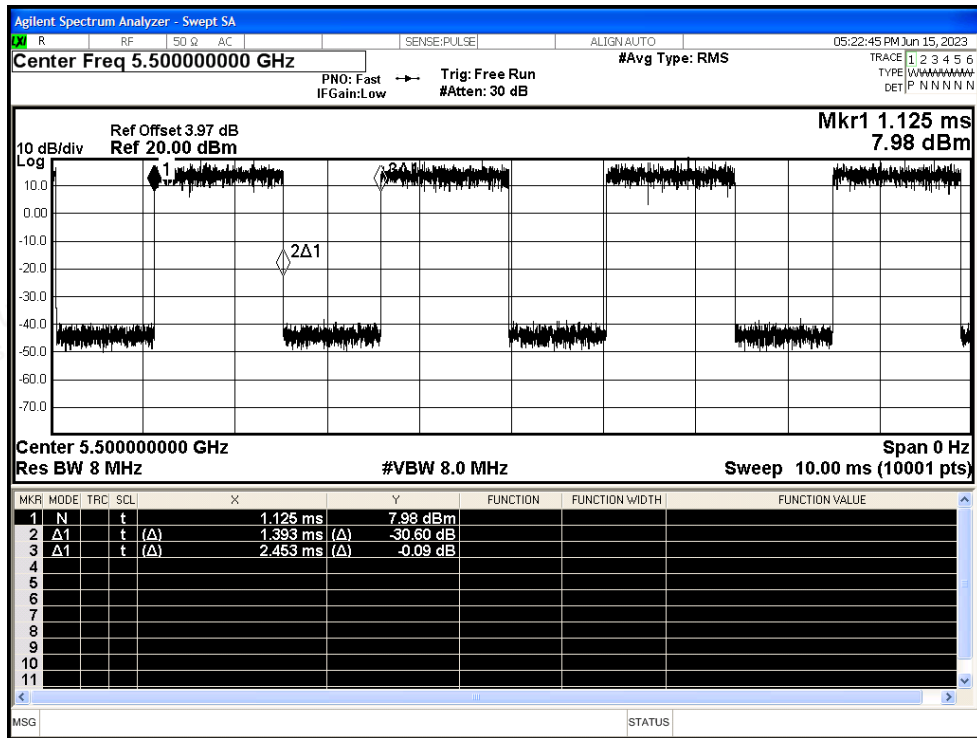 Agilent Spectrum Analyzer - Swept SA
LXI R RF 50 Ω AC SENSE:PULSE ALIGN AUTO 05:22:45 PM Jun 15, 2023
Center Freq 5.500000000 GHz
#Avg Type: RMS
TRACE 1 2 3 4 5 6
PNO: Fast Trig: Free Run
TYPE
IFGain:Low #Atten: 30 dB
DET P N N N N N
Mkr1 1.125 ms
Ref Offset 3.97 dB
10 dB/div Ref 20.00 dBm 7.98 dBm
Log
1 3Δ1
10.0
0.00
2Δ1
-10.0
-20.0
-30.0
-40.0
-50.0
-60.0
-70.0
Center 5.500000000 GHz Span 0 Hz
Res BW 8 MHz #VBW 8.0 MHz Sweep 10.00 ms (10001 pts)
MKR MODE TRC SCL X Y FUNCTION FUNCTION WIDTH FUNCTION VALUE
1 N t 1.125 ms 7.98 dBm
2 Δ1 t (Δ) 1.393 ms (Δ) -30.60 dB
3 Δ1 t (Δ) 2.453 ms (Δ) -0.09 dB
4
5
6
7
8
9
10
11
MSG STATUS